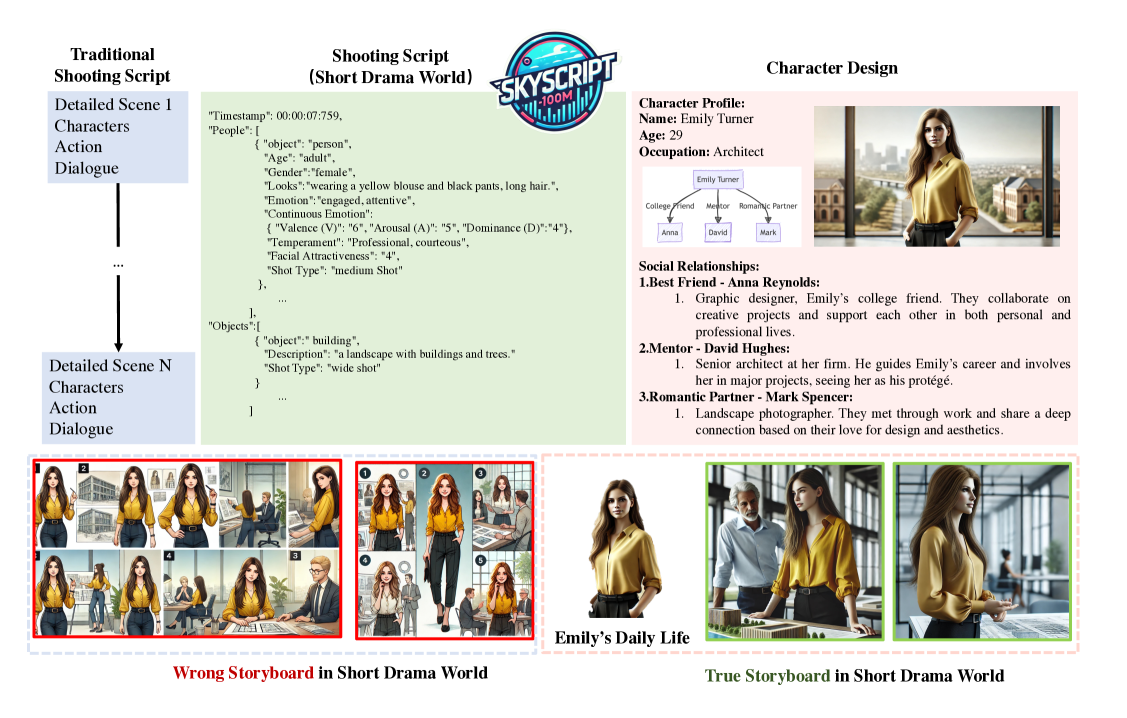 Traditional
Shooting Script
Detailed Scene 1
Characters
Action
Dialogue
...
Detailed Scene N
Characters
Action
Dialogue
Shooting Script
(Short Drama World)
SKYSCRIPT
-100M
"Timestamp": 00:00:07:759,
"People": [
{ "object": "person",
"Age": "adult",
"Gender":"female",
"Looks":"wearing a yellow blouse and black pants, long hair.",
"Emotion":"engaged, attentive",
"Continuous Emotion":
{ "Valence (V)": "6", "Arousal (A)": "5", "Dominance (D)":"4"},
"Temperament": "Professional, courteous",
"Facial Attractiveness": "4",
"Shot Type": "medium Shot"
},
...
],
"Objects":[
{ "object":" building",
"Description": "a landscape with buildings and trees."
"Shot Type": "wide shot"
}
...
]
Character Design
Character Profile:
Name: Emily Turner
Age: 29
Occupation: Architect
Emily Turner
College Friend
Mentor
Romantic Partner
Anna
David
Mark
Social Relationships:
1.Best Friend - Anna Reynolds:
1. Graphic designer, Emily's college friend. They collaborate on
creative projects and support each other in both personal and
professional lives.
2.Mentor - David Hughes:
1. Senior architect at her firm. He guides Emily's career and involves
her in major projects, seeing her as his protégé.
3.Romantic Partner - Mark Spencer:
1. Landscape photographer. They met through work and share a deep
connection based on their love for design and aesthetics.
2
4
3
1
2
3
4
5
Emily's Daily Life
Wrong Storyboard in Short Drama World
True Storyboard in Short Drama World